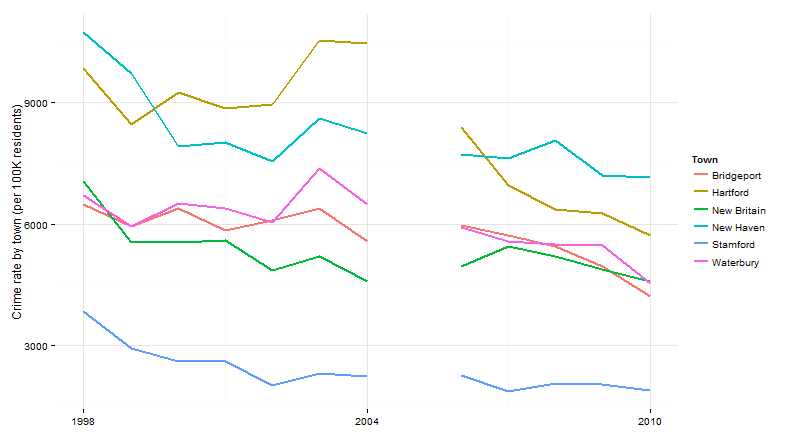 Crime rate by town (per 100K residents)
9000
6000
3000
1998
2004
2010
Town
Bridgeport
Hartford
New Britain
New Haven
Stamford
Waterbury